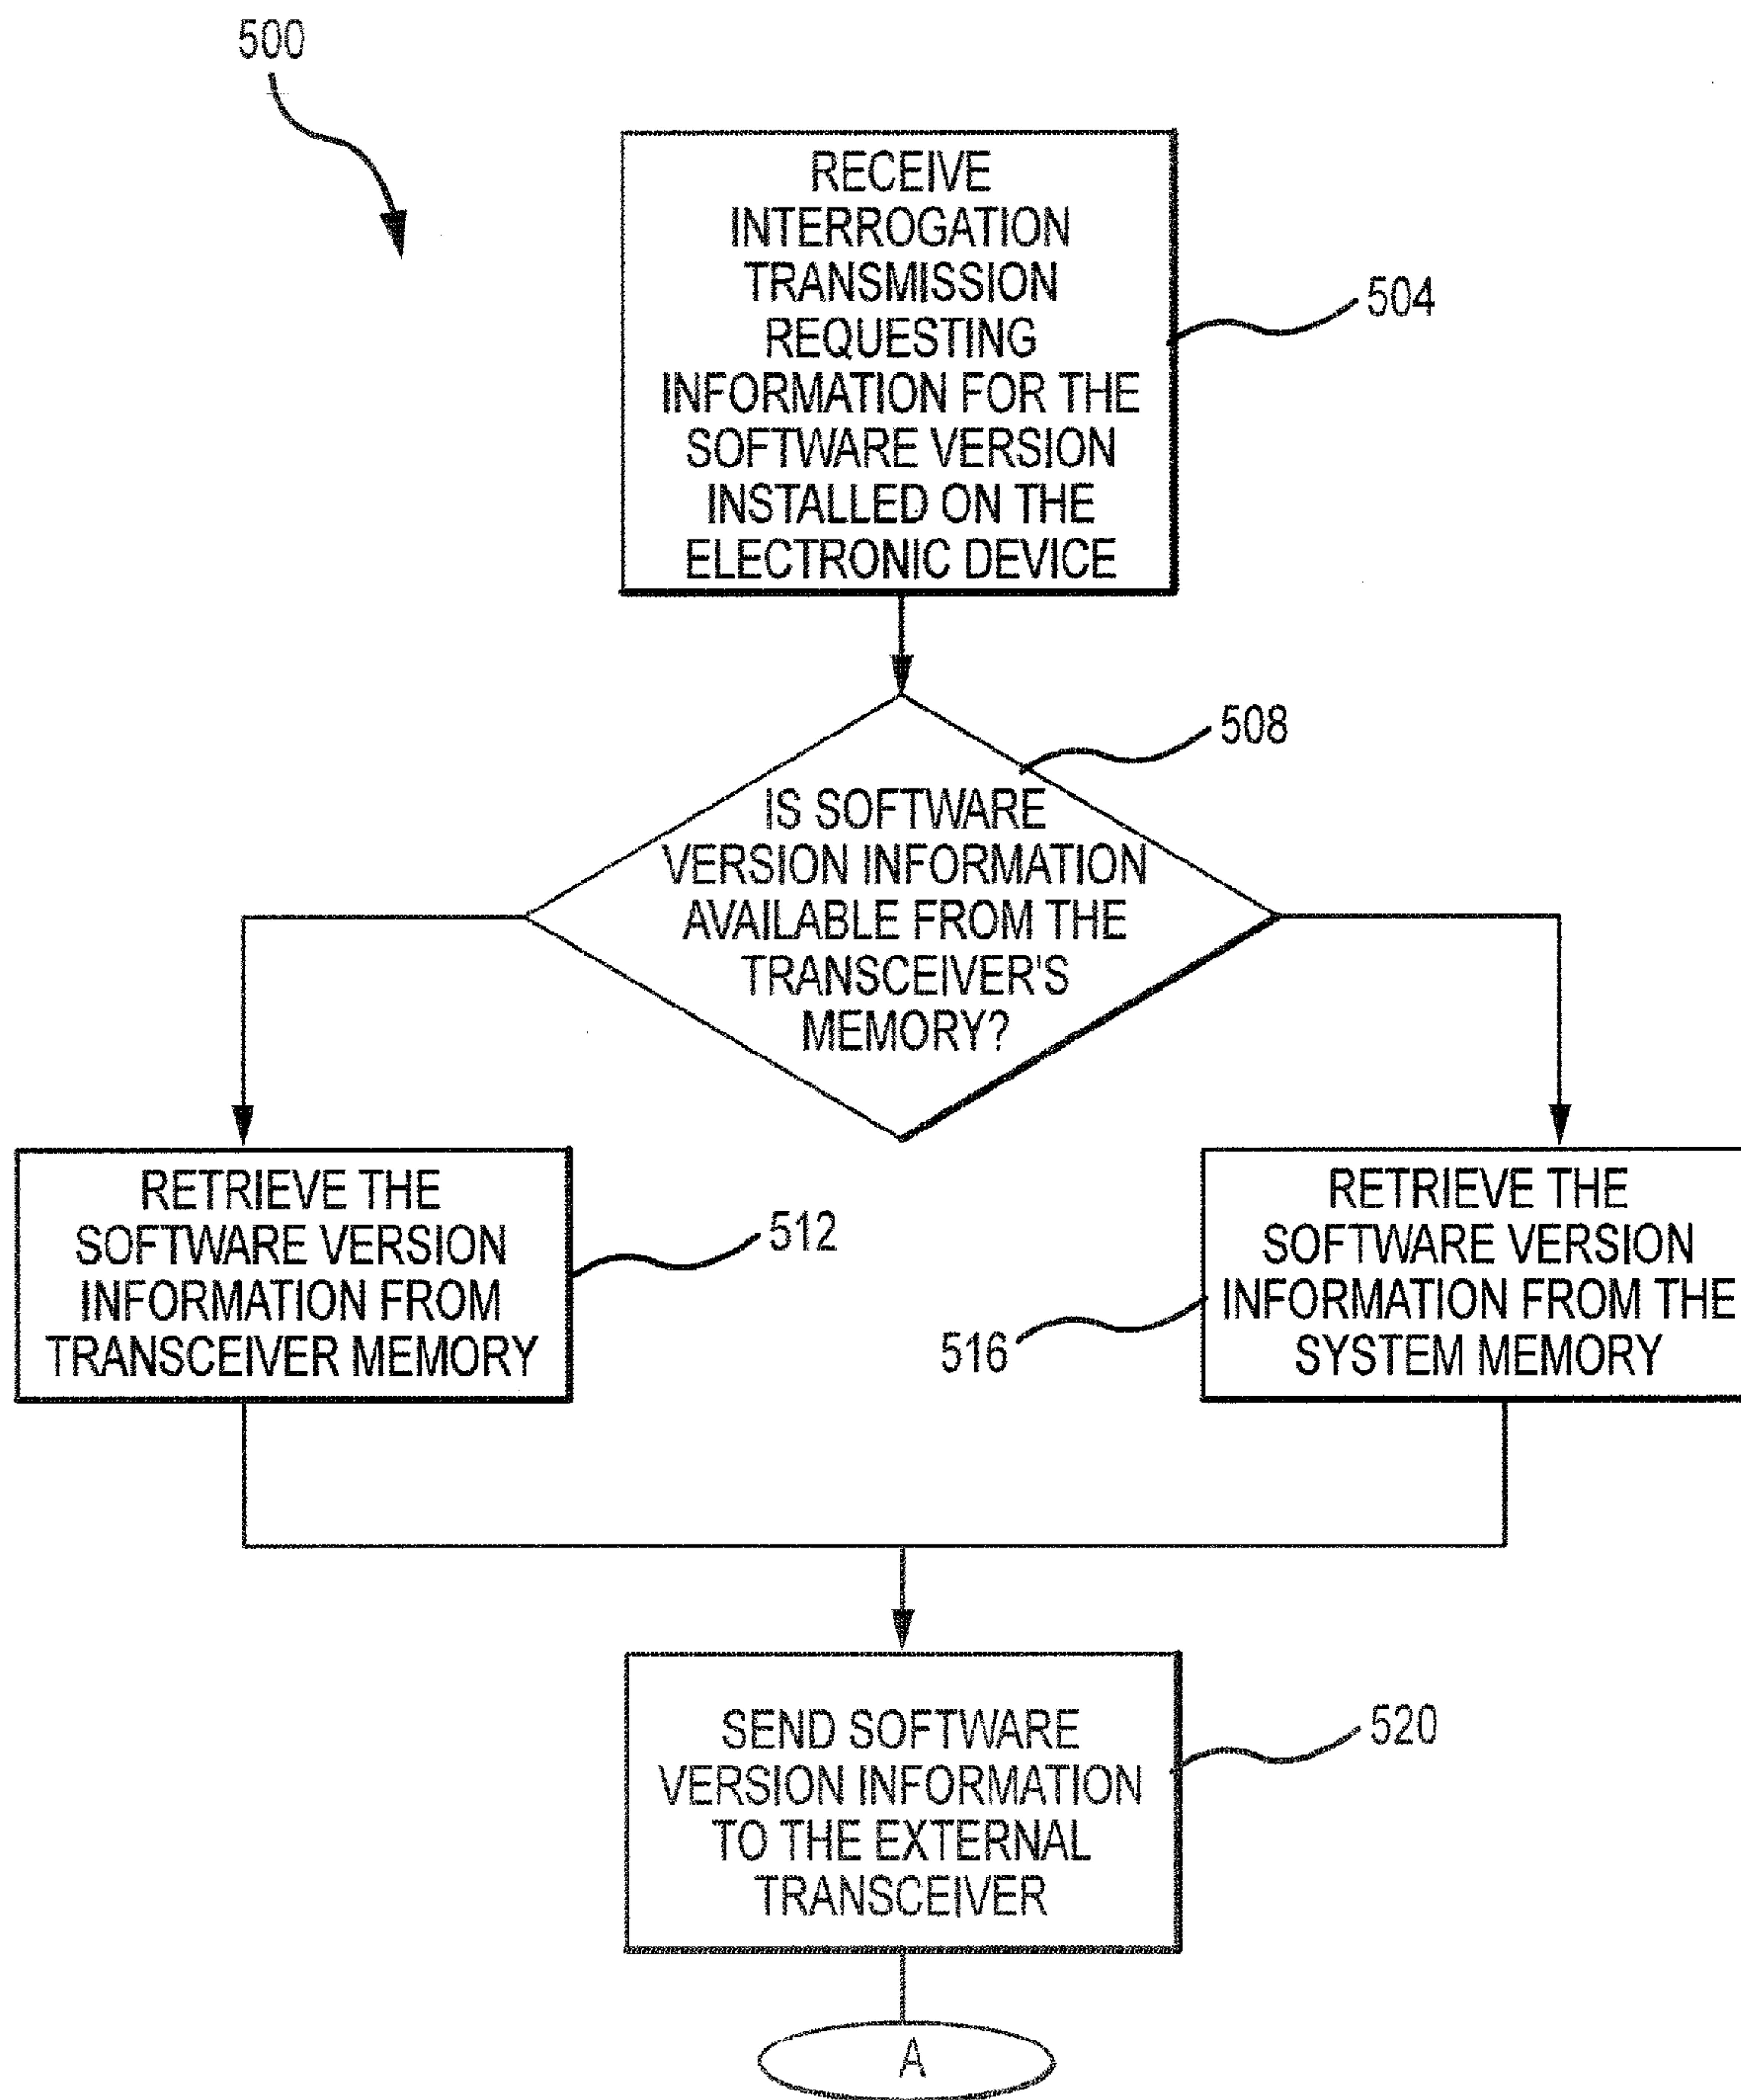 500
RECEIVE
INTERROGATION
TRANSMISSION
REQUESTING
INFORMATION FOR THE
SOFTWARE VERSION
INSTALLED ON THE
ELECTRONIC DEVICE
504
508
IS SOFTWARE
VERSION INFORMATION
AVAILABLE FROM THE
TRANSCEIVER'S
MEMORY?
RETRIEVE THE
SOFTWARE VERSION
INFORMATION FROM
TRANSCEIVER MEMORY
512
RETRIEVE THE
SOFTWARE VERSION
INFORMATION FROM THE
SYSTEM MEMORY
516
SEND SOFTWARE
VERSION INFORMATION
TO THE EXTERNAL
TRANSCEIVER
520
A